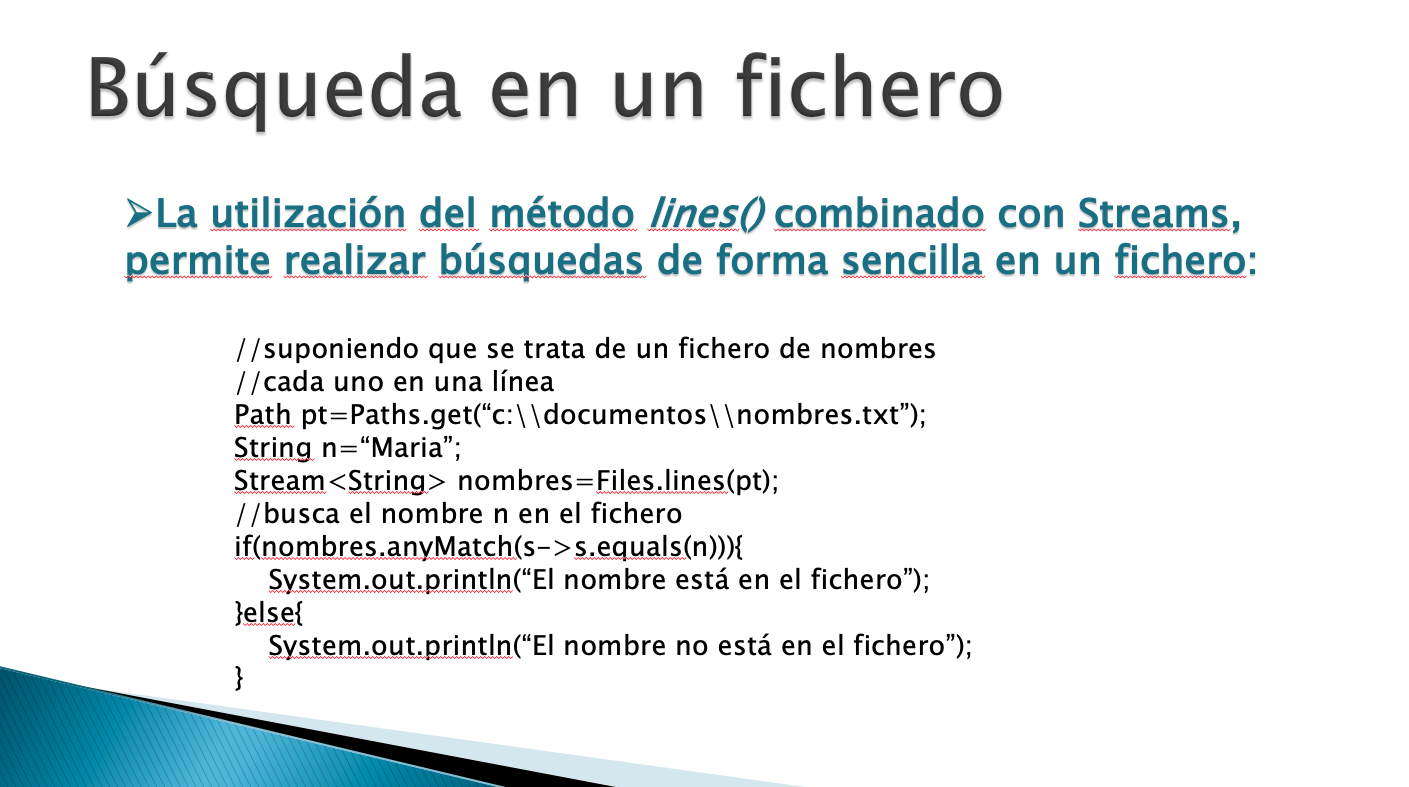 Búsqueda en un fichero
➢La utilización del método lines() combinado con Streams,
permite realizar búsquedas de forma sencilla en un fichero:
//suponiendo que se trata de un fichero de nombres
//cada uno en una línea
Path pt=Paths.get(“c:\\documentos\\nombres.txt”);
String n=“Maria”;
Stream<String> nombres=Files.lines(pt);
//busca el nombre n en el fichero
if(nombres.anyMatch(s->s.equals(n))){
    System.out.println(“El nombre está en el fichero”);
}else{
    System.out.println(“El nombre no está en el fichero”);
}